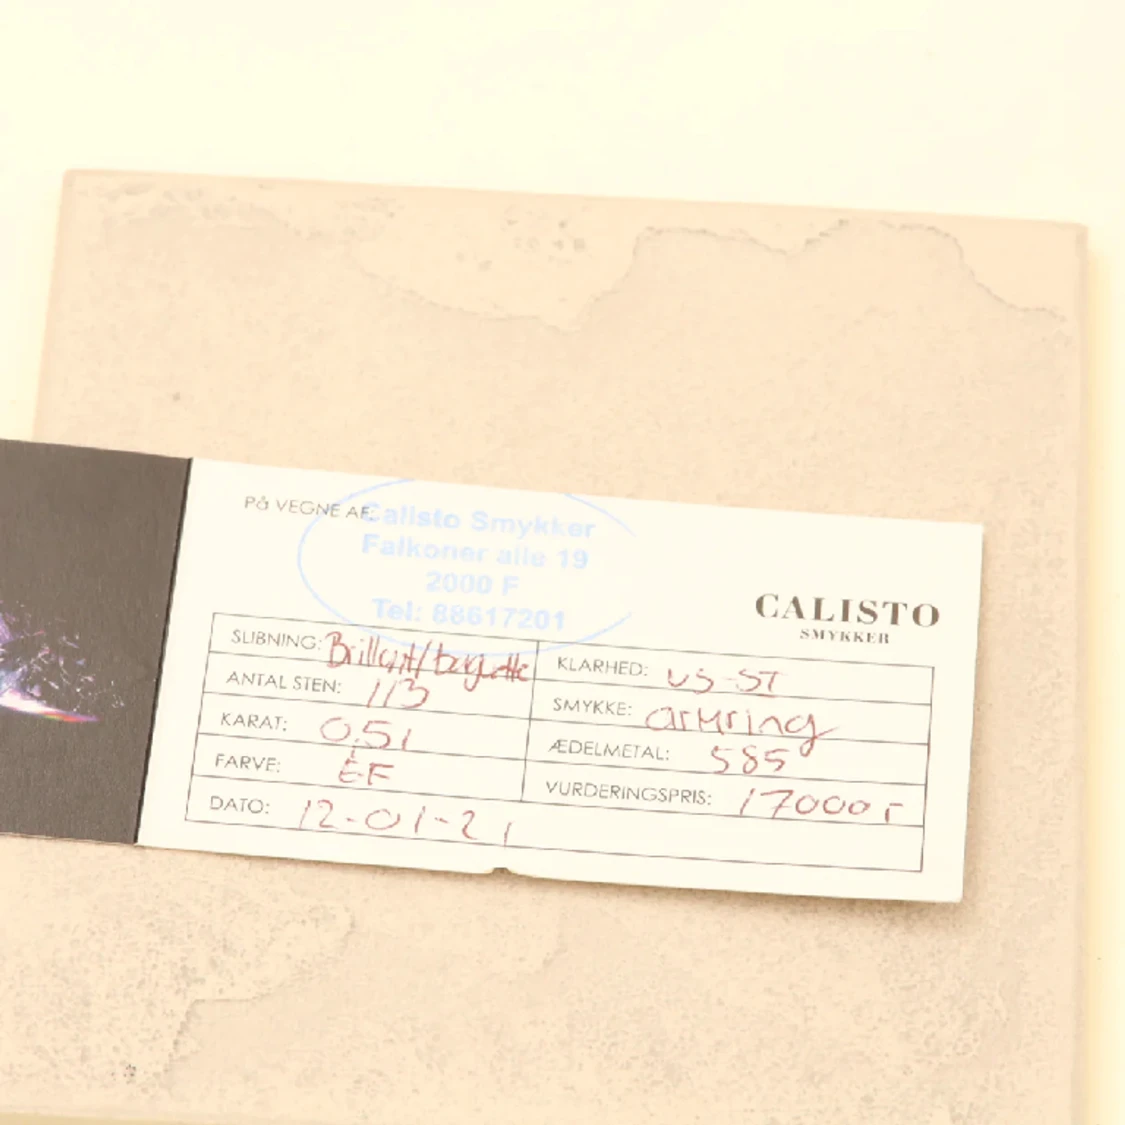 På VEGNE AF:
Calisto Smykker
Falkoner alle 19
2000 F
Tel: 88617201
CALISTO
SMYKKER
SLIBNING: Brillant/baguette
ANTAL STEN: 113
KARAT: 0,51
FARVE: E-F
DATO: 12-01-21
KLARHED: VS-SI
SMYKKE: armring
ÆDELMETAL: 585
VURDERINGSPRIS: 17000